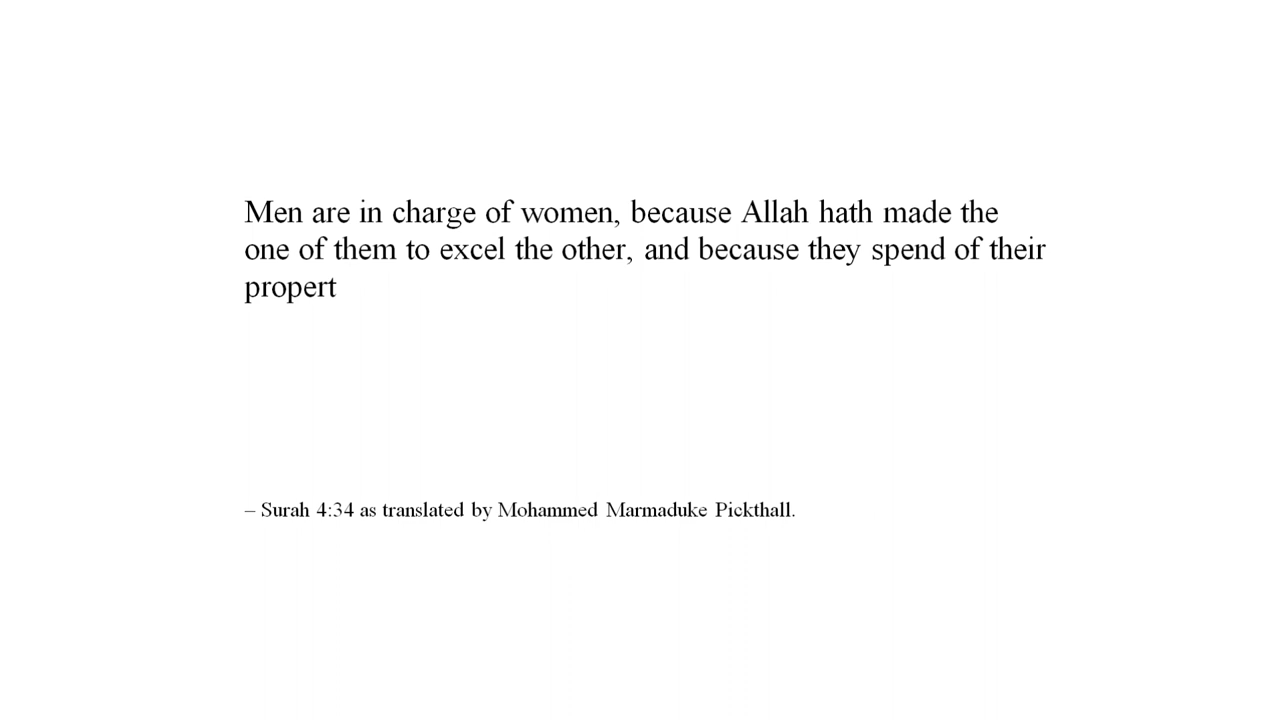 Men are in charge of women, because Allah hath made the
one of them to excel the other, and because they spend of their
propert
– Surah 4:34 as translated by Mohammed Marmaduke Pickthall.